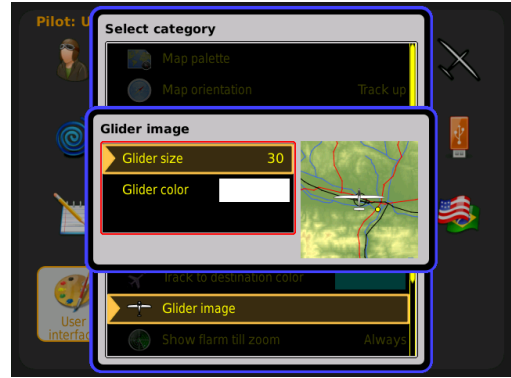 Pilot: U
Select category
Map palette
Map orientation Track up
Glider image
Glider size 30
Glider color
Track to destination color
Glider image
Show flarm till zoom Always
User
interfac